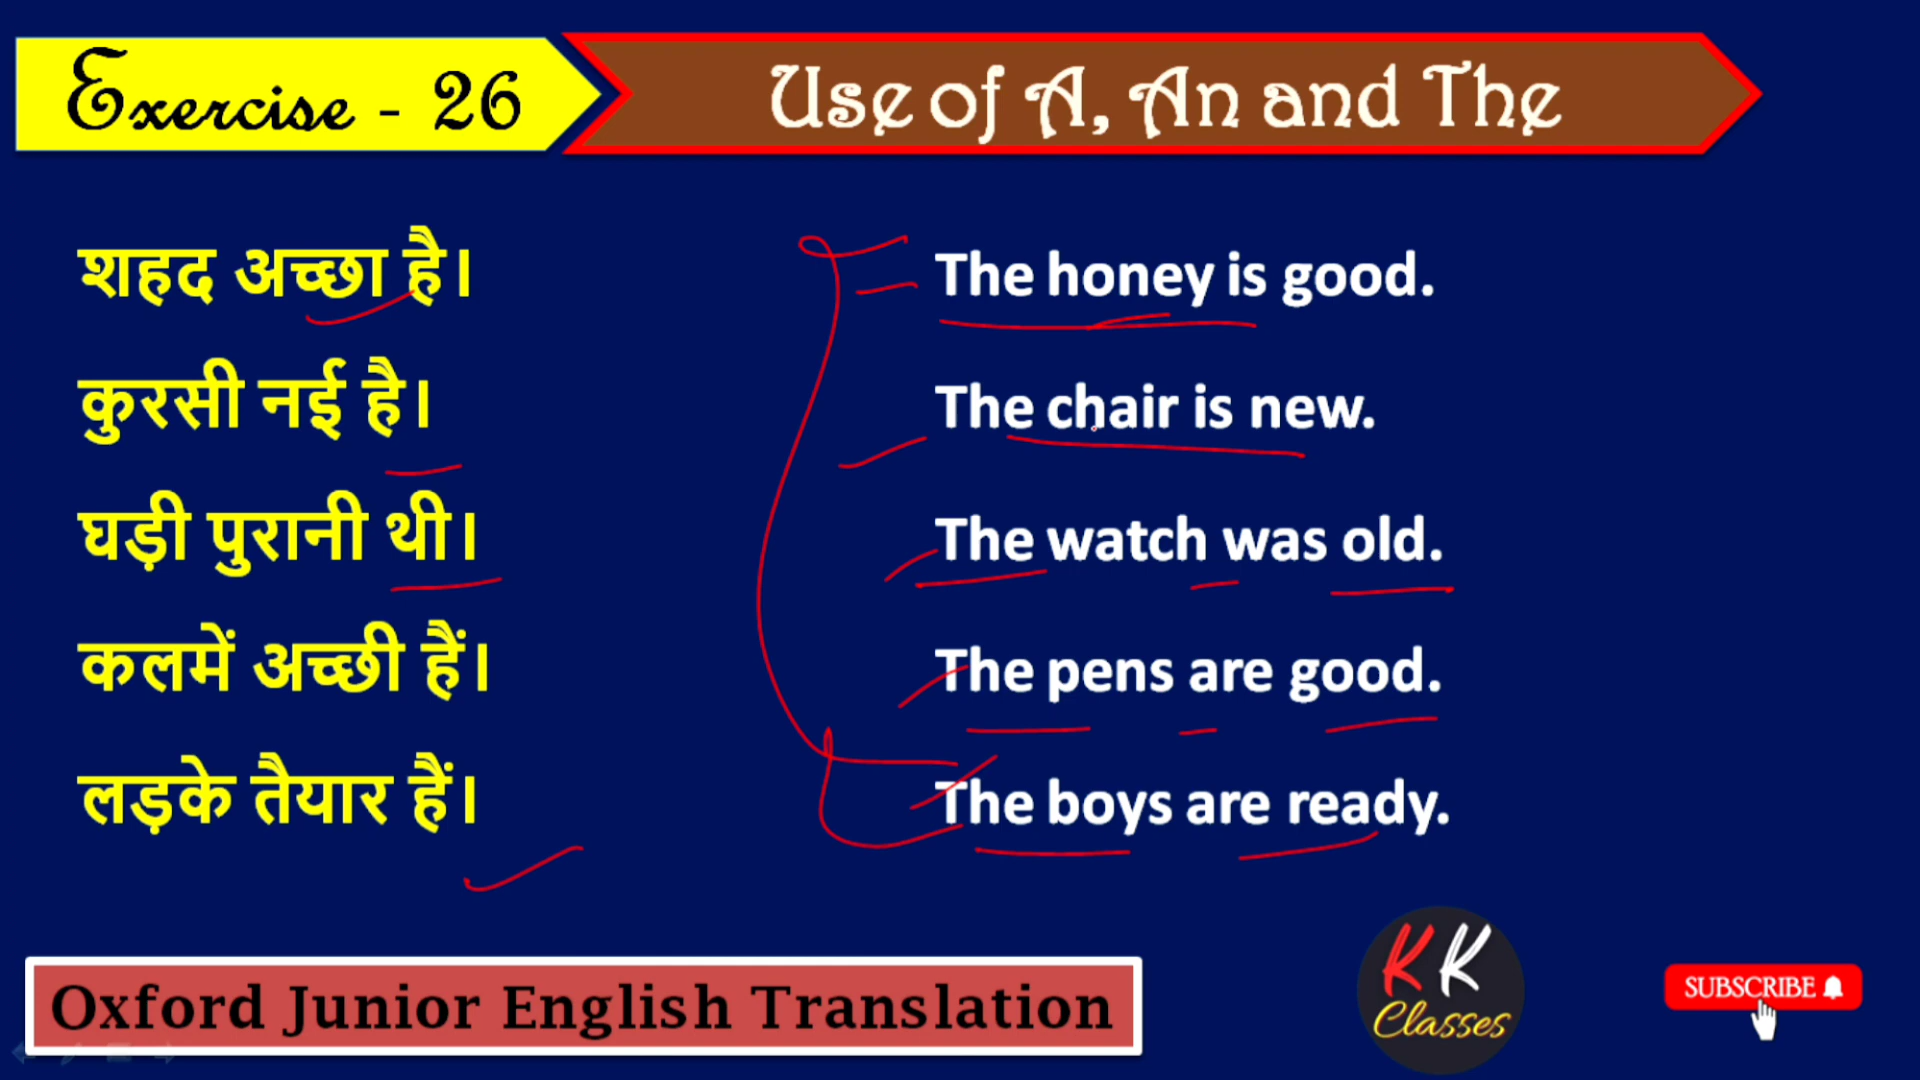 Exercise - 26
Use of A, An and The
शहद अच्छा है।
The honey is good.
कुरसी नई है।
The chair is new.
घड़ी पुरानी थी।
The watch was old.
कलमें अच्छी हैं।
The pens are good.
लड़के तैयार हैं।
The boys are ready.
Oxford Junior English Translation
KK
Classes
SUBSCRIBE